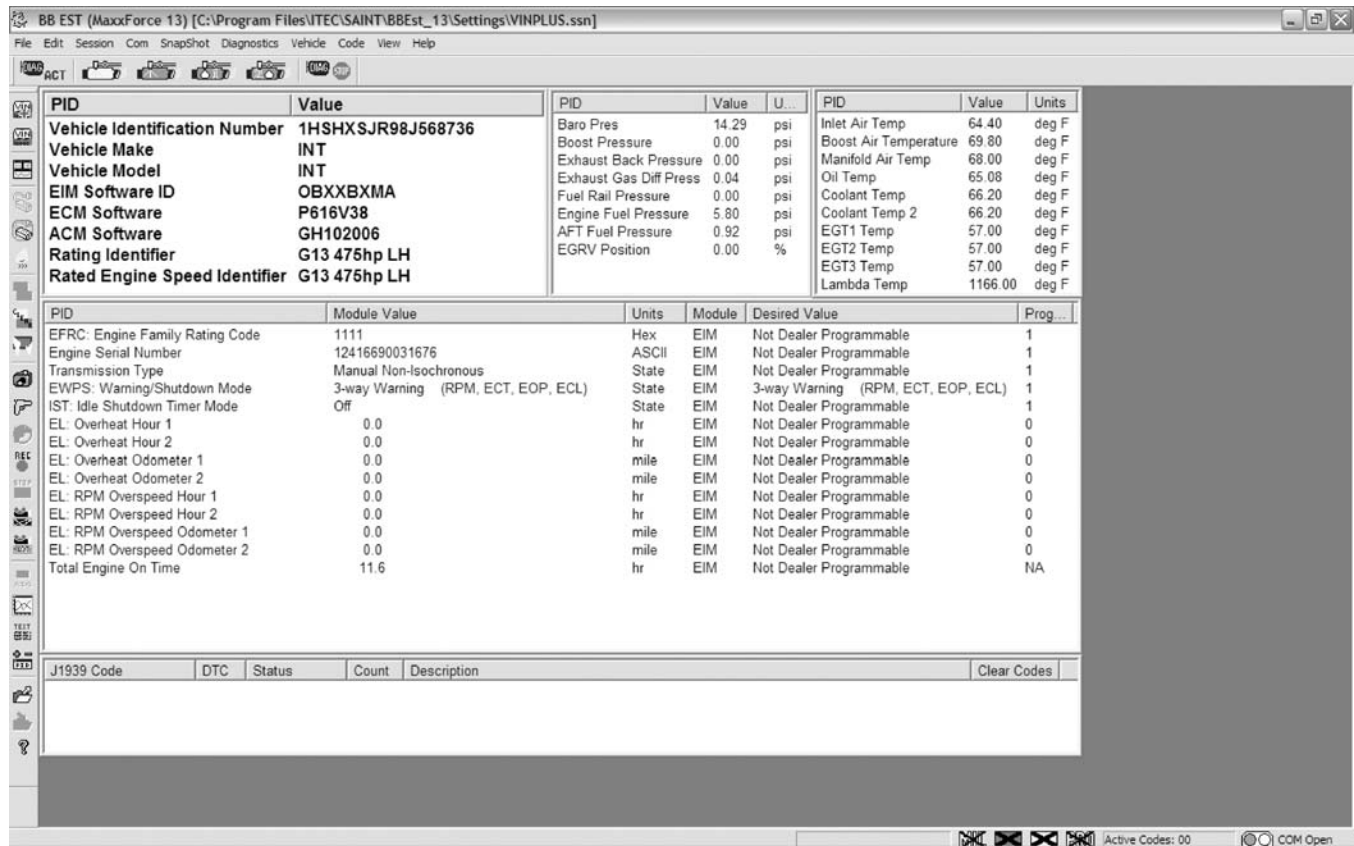 BB EST (MaxxForce 13) [C:\Program Files\ITEC\SAINT\BBEst_13\Settings\VINPLUS.ssn]
File Edit Session Com SnapShot Diagnostics Vehicle Code View Help
DIAG ACT DIAG STOP
PID Value
Vehicle Identification Number 1HSHXSJR98J568736
Vehicle Make INT
Vehicle Model INT
EIM Software ID OBXXBXMA
ECM Software P616V38
ACM Software GH102006
Rating Identifier G13 475hp LH
Rated Engine Speed Identifier G13 475hp LH
PID Value U...
Baro Pres 14.29 psi
Boost Pressure 0.00 psi
Exhaust Back Pressure 0.00 psi
Exhaust Gas Diff Press 0.04 psi
Fuel Rail Pressure 0.00 psi
Engine Fuel Pressure 5.80 psi
AFT Fuel Pressure 0.92 psi
EGRV Position 0.00 %
PID Value Units
Inlet Air Temp 64.40 deg F
Boost Air Temperature 69.80 deg F
Manifold Air Temp 68.00 deg F
Oil Temp 65.08 deg F
Coolant Temp 66.20 deg F
Coolant Temp 2 66.20 deg F
EGT1 Temp 57.00 deg F
EGT2 Temp 57.00 deg F
EGT3 Temp 57.00 deg F
Lambda Temp 1166.00 deg F
PID Module Value Units Module Desired Value Prog...
EFRC: Engine Family Rating Code 1111 Hex EIM Not Dealer Programmable 1
Engine Serial Number 12416690031676 ASCII EIM Not Dealer Programmable 1
Transmission Type Manual Non-Isochronous State EIM Not Dealer Programmable 1
EWPS: Warning/Shutdown Mode 3-way Warning (RPM, ECT, EOP, ECL) State EIM 3-way Warning (RPM, ECT, EOP, ECL) 1
IST: Idle Shutdown Timer Mode Off State EIM Not Dealer Programmable 1
EL: Overheat Hour 1 0.0 hr EIM Not Dealer Programmable 0
EL: Overheat Hour 2 0.0 hr EIM Not Dealer Programmable 0
EL: Overheat Odometer 1 0.0 mile EIM Not Dealer Programmable 0
EL: Overheat Odometer 2 0.0 mile EIM Not Dealer Programmable 0
EL: RPM Overspeed Hour 1 0.0 hr EIM Not Dealer Programmable 0
EL: RPM Overspeed Hour 2 0.0 hr EIM Not Dealer Programmable 0
EL: RPM Overspeed Odometer 1 0.0 mile EIM Not Dealer Programmable 0
EL: RPM Overspeed Odometer 2 0.0 mile EIM Not Dealer Programmable 0
Total Engine On Time 11.6 hr EIM Not Dealer Programmable NA
J1939 Code DTC Status Count Description Clear Codes
VIN
VIN
REC
STEP
TEXT
PID
?
Active Codes: 00 COM Open